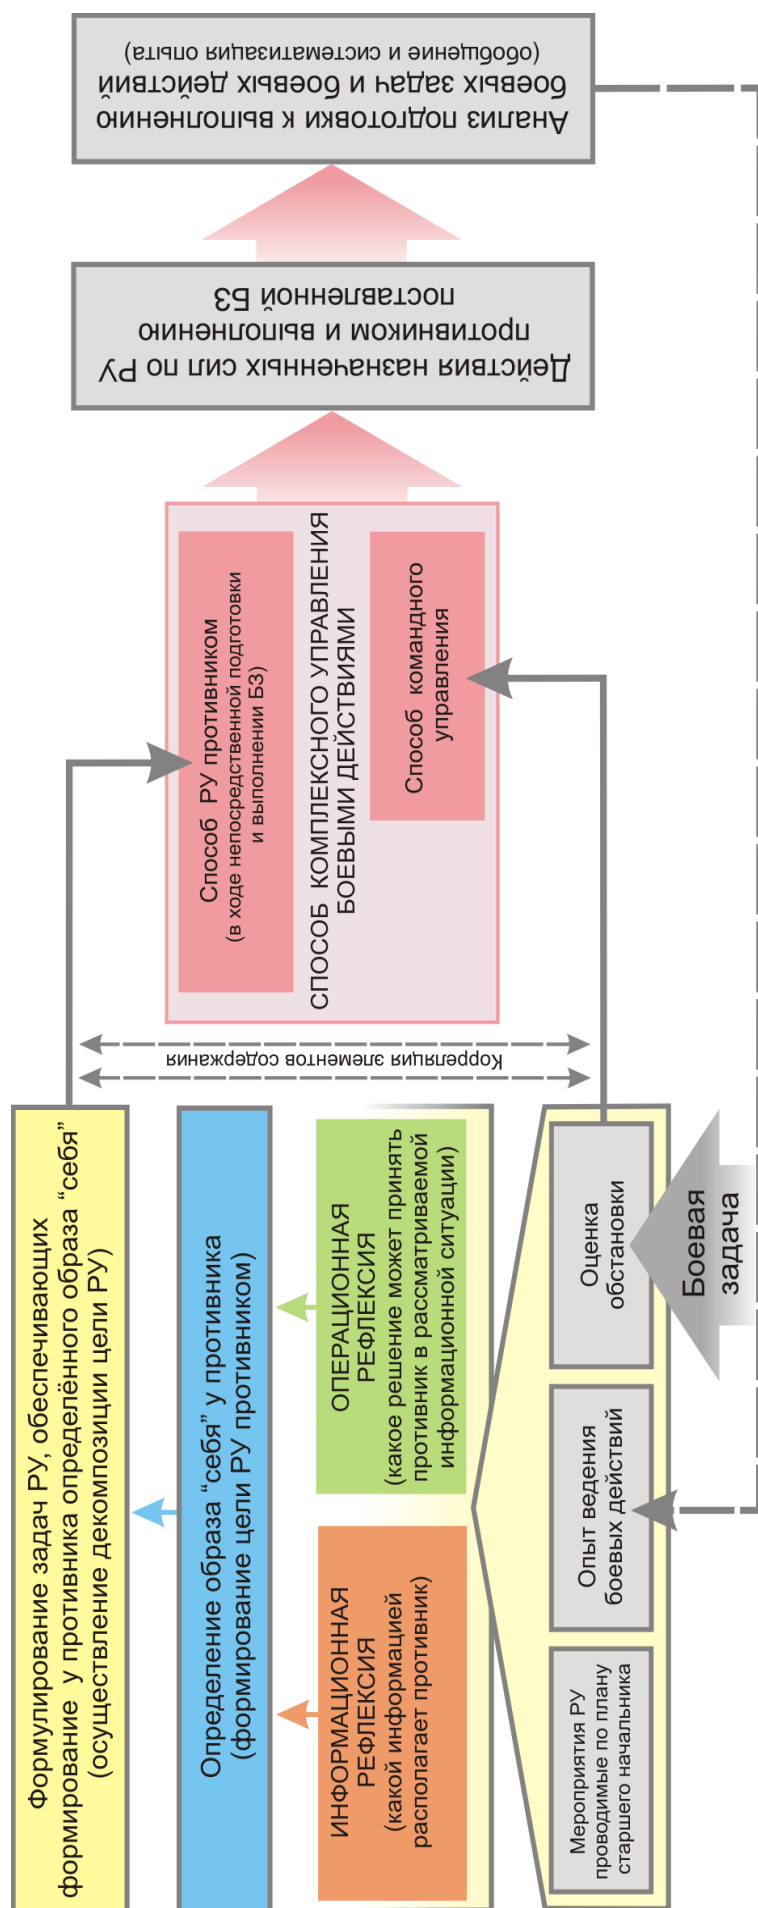 Анализ подготовки к выполнению
боевых задач и боевых действий
(обобщение и систематизация опыта)
Действия назначенных сил по РУ
противником и выполнению
поставленной БЗ
Способ РУ противником
(в ходе непосредственной подготовки
и выполнении БЗ)
СПОСОБ КОМПЛЕКСНОГО УПРАВЛЕНИЯ
БОЕВЫМИ ДЕЙСТВИЯМИ
Способ командного
управления
Корреляция элементов содержания
Формулирование задач РУ, обеспечивающих
формирование у противника определённого образа “себя”
(осуществление декомпозиции цели РУ)
Определение образа “себя” у противника
(формирование цели РУ противником)
ОПЕРАЦИОННАЯ
РЕФЛЕКСИЯ
(какое решение может принять
противник в рассматриваемой
информационной ситуации)
ИНФОРМАЦИОННАЯ
РЕФЛЕКСИЯ
(какой информацией
располагает противник)
Оценка
обстановки
Опыт ведения
боевых действий
Мероприятия РУ
проводимые по плану
старшего начальника
Боевая
задача